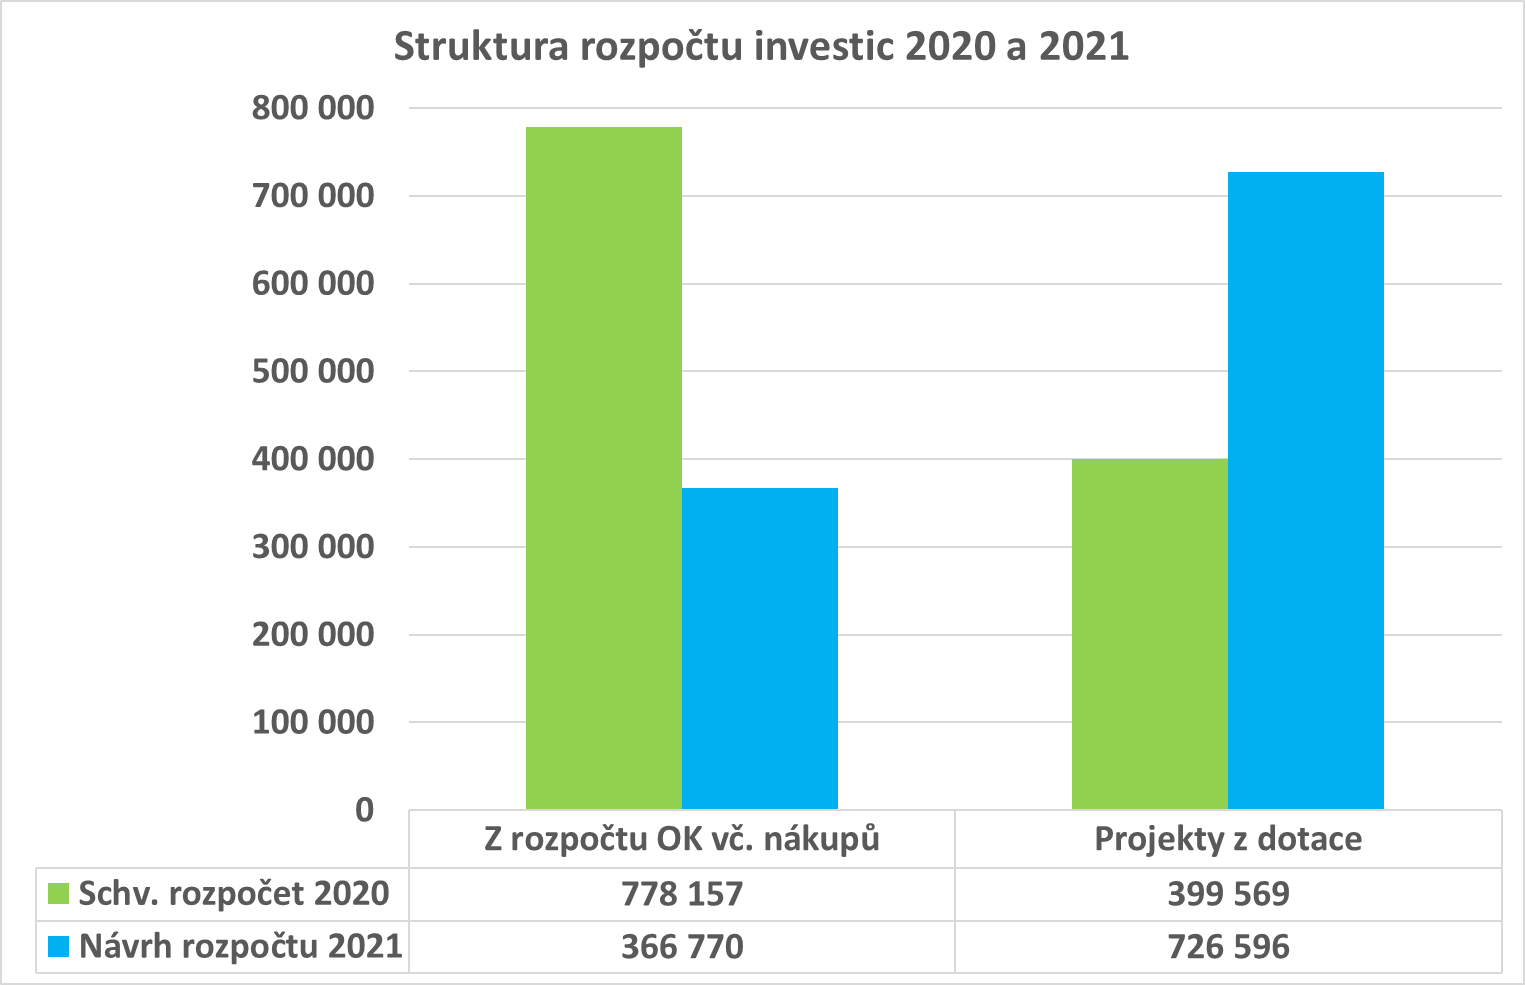 Struktura rozpočtu investic 2020 a 2021
800 000
700 000
600 000
500 000
400 000
300 000
200 000
100 000
0
Z rozpočtu OK vč. nákupů Projekty z dotace
Schv. rozpočet 2020 778 157 399 569
Návrh rozpočtu 2021 366 770 726 596